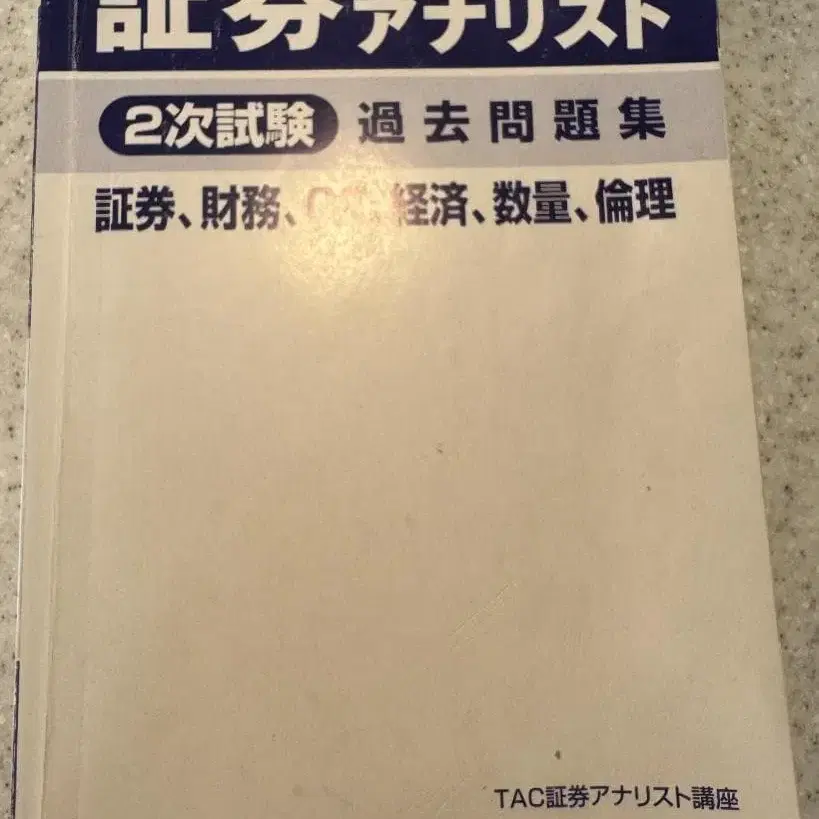 証券アナリスト
2次試験 過去問題集
証券、財務、経済、数量、倫理
TAC証券アナリスト講座